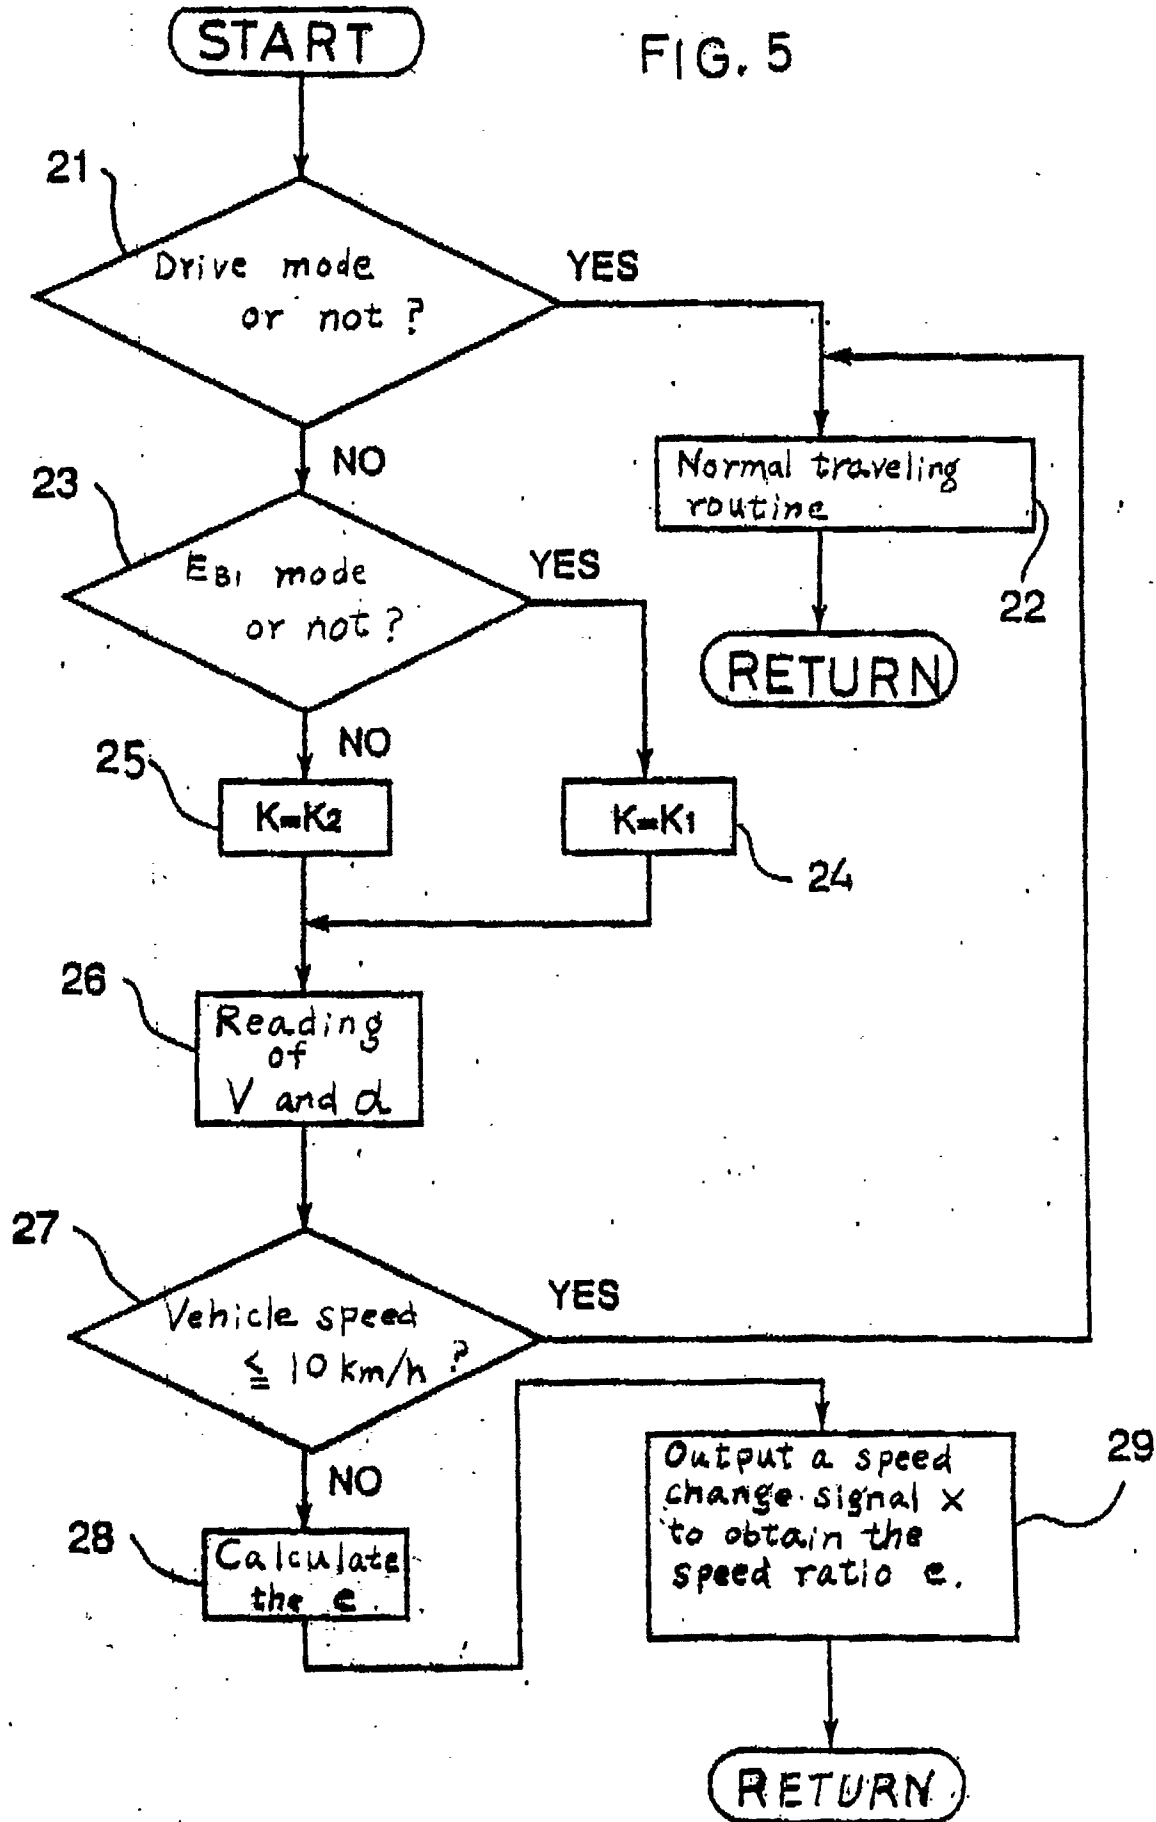 START
FIG. 5
21
Drive mode
or not ?
YES
NO
Normal traveling
routine
22
RETURN
23
EB1 mode
or not ?
YES
NO
25
K=K2
K=K1
24
26
Reading
of
V and d
27
Vehicle speed
≦ 10 km/h ?
YES
NO
28
Calculate
the e
Output a speed
change signal x
to obtain the
speed ratio e.
29
RETURN